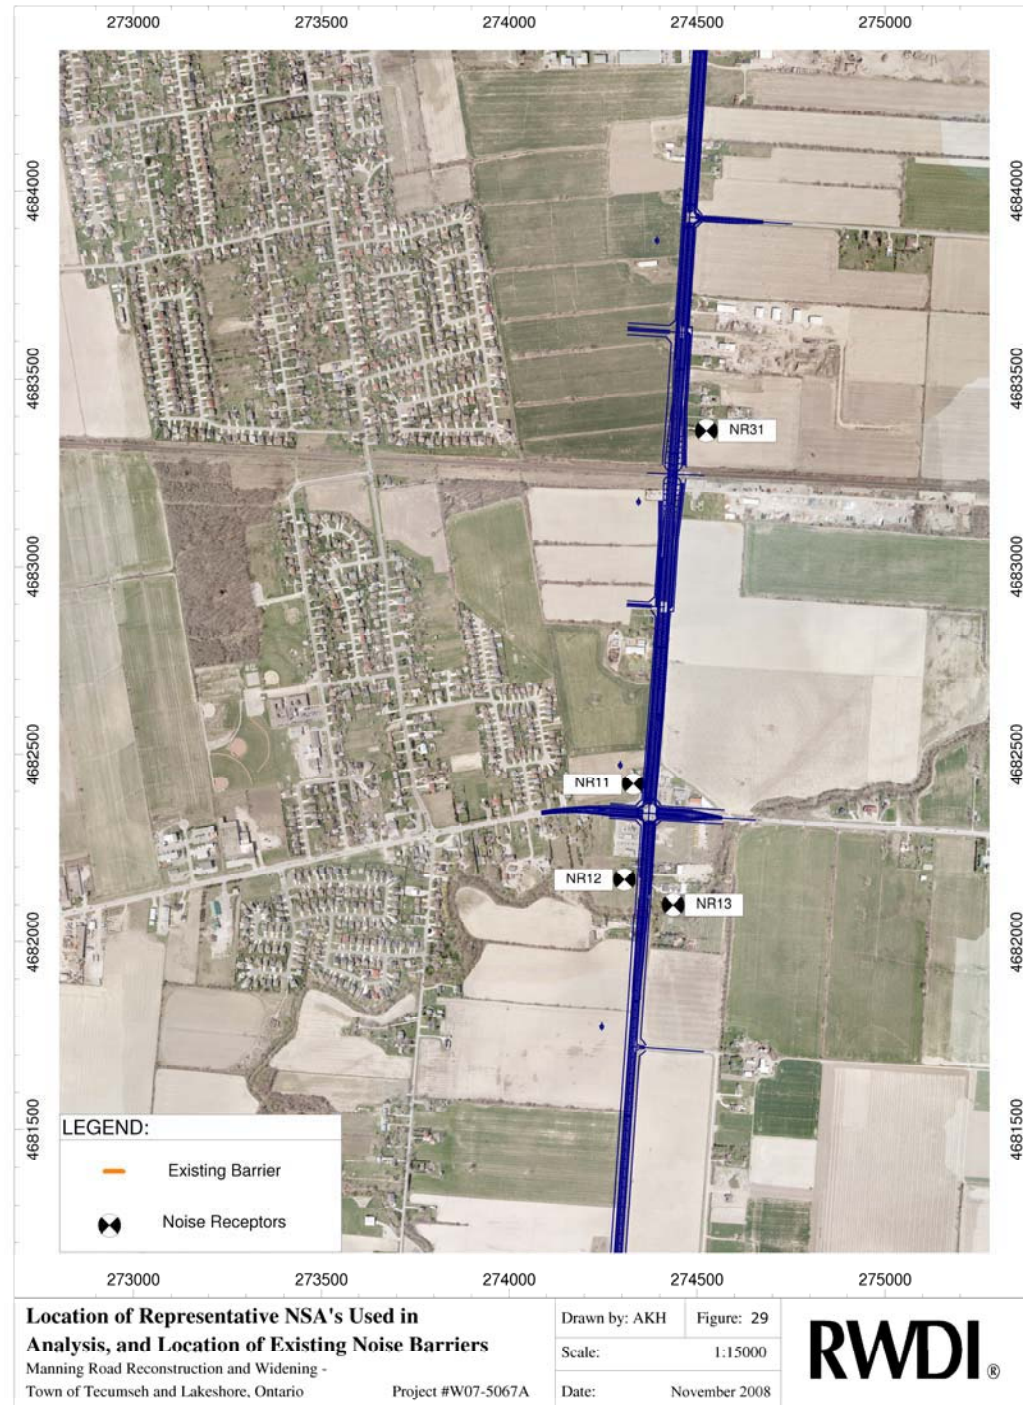 273000 273500 274000 274500 275000
4684000 4684000
4683500 4683500
NR31
4683000 4683000
4682500 4682500
NR11
NR12
NR13
4682000 4682000
4681500 4681500
LEGEND:
Existing Barrier
Noise Receptors
273000 273500 274000 274500 275000
Location of Representative NSA's Used in
Analysis, and Location of Existing Noise Barriers
Manning Road Reconstruction and Widening -
Town of Tecumseh and Lakeshore, Ontario Project #W07-5067A
Drawn by: AKH Figure: 29
Scale: 1:15000
Date: November 2008
RWDI®